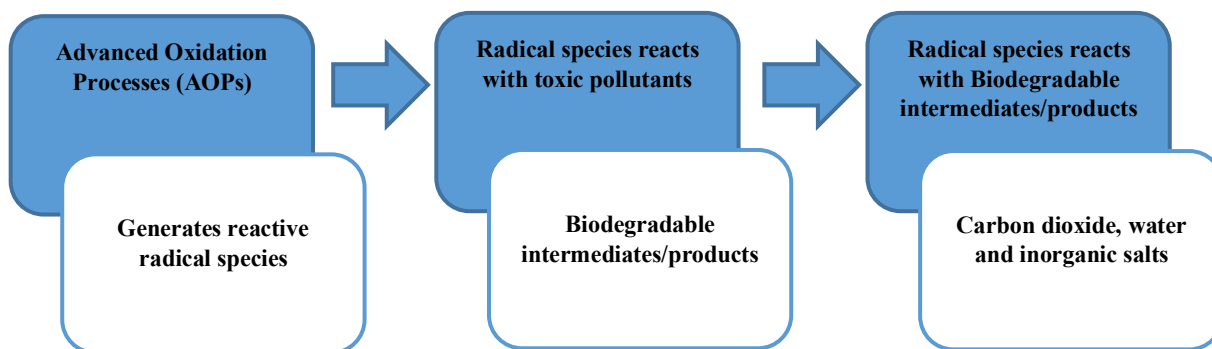 Advanced Oxidation
Processes (AOPs)
Generates reactive
radical species
Radical species reacts
with toxic pollutants
Biodegradable
intermediates/products
Radical species reacts
with Biodegradable
intermediates/products
Carbon dioxide, water
and inorganic salts